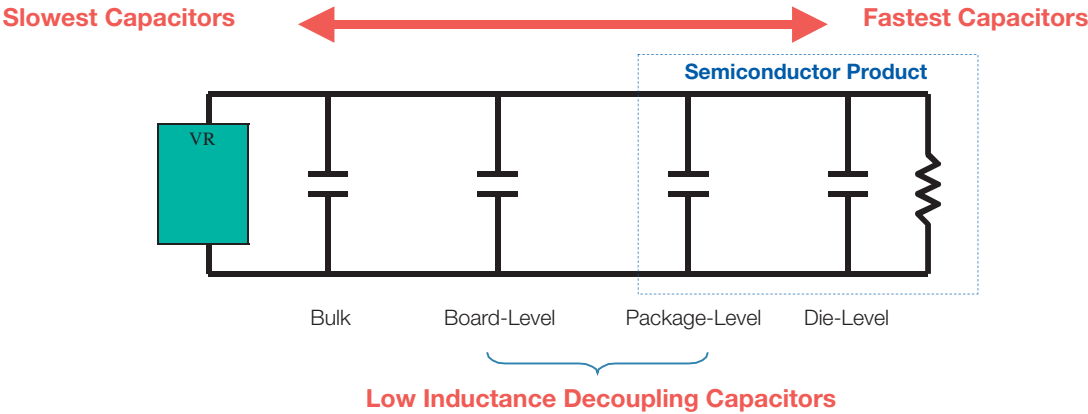 Slowest Capacitors
Fastest Capacitors
Semiconductor Product
VR
Bulk
Board-Level
Package-Level
Die-Level
Low Inductance Decoupling Capacitors